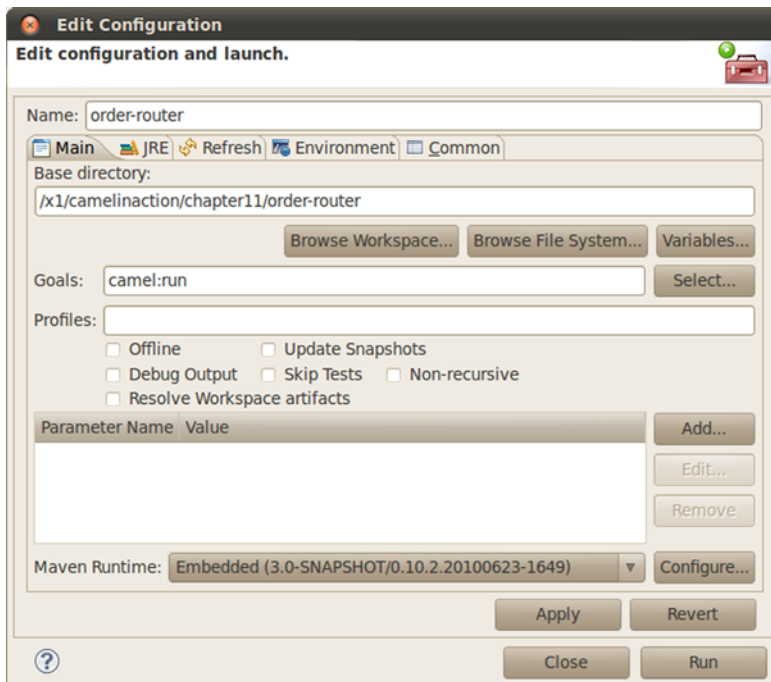 Edit Configuration
Edit configuration and launch.
Name: order-router
Main JRE Refresh Environment Common
Base directory:
/x1/camelinaction/chapter11/order-router
Browse Workspace... Browse File System... Variables...
Goals: camel:run Select...
Profiles:
Offline Update Snapshots
Debug Output Skip Tests Non-recursive
Resolve Workspace artifacts
Parameter Name Value Add...
Edit...
Remove
Maven Runtime: Embedded (3.0-SNAPSHOT/0.10.2.20100623-1649) Configure...
Apply Revert
? Close Run